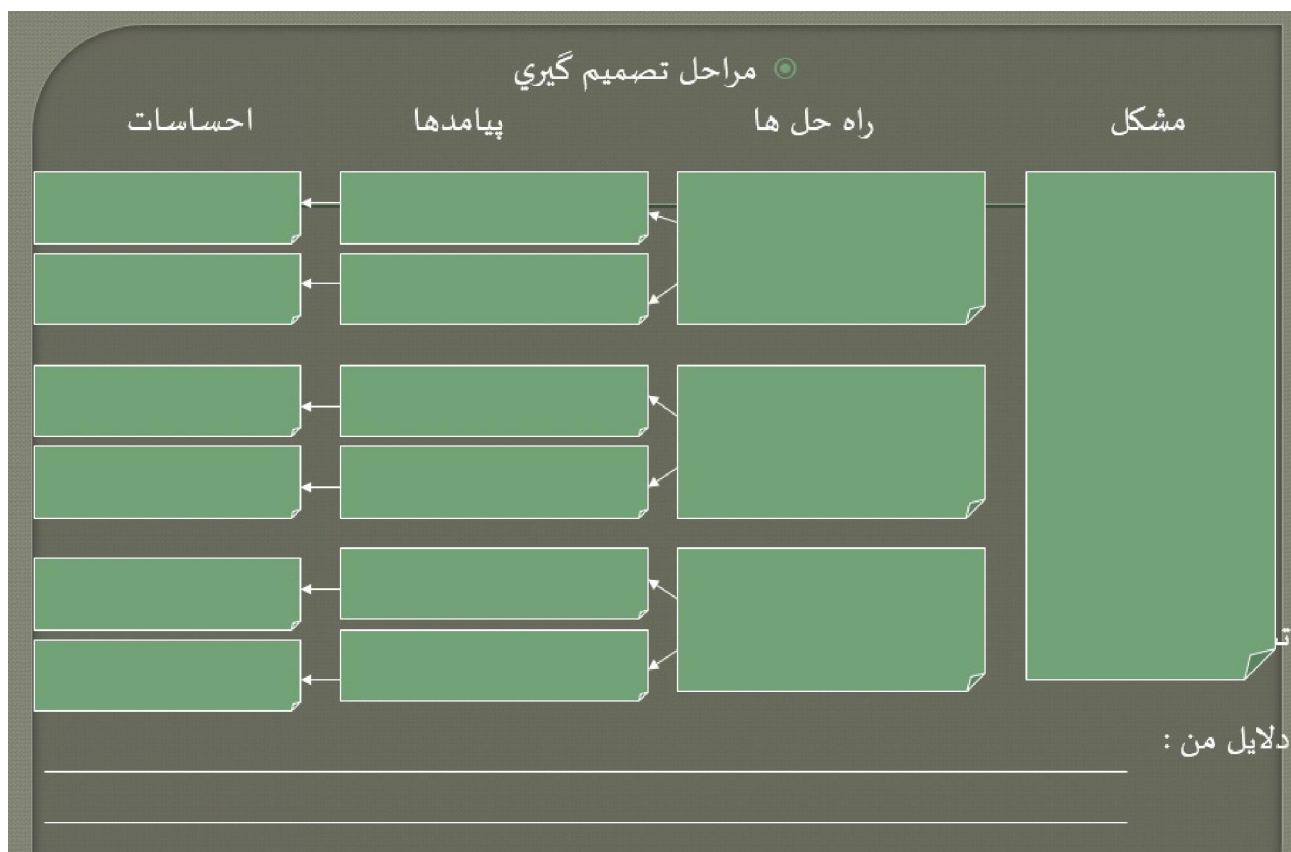 مراحل تصميم گيري
مشکل راه حل ها پيامدها احساسات
دلایل من :